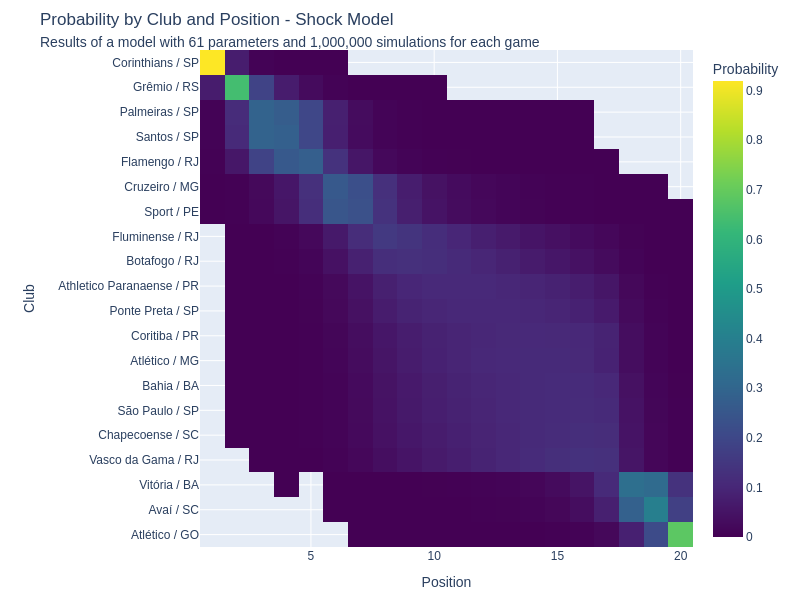 Probability by Club and Position - Shock Model
Results of a model with 61 parameters and 1,000,000 simulations for each game
Probability
Corinthians / SP
Grêmio / RS
Palmeiras / SP
Santos / SP
Flamengo / RJ
Cruzeiro / MG
Sport / PE
Fluminense / RJ
Botafogo / RJ
Athletico Paranaense / PR
Ponte Preta / SP
Coritiba / PR
Atlético / MG
Bahia / BA
São Paulo / SP
Chapecoense / SC
Vasco da Gama / RJ
Vitória / BA
Avaí / SC
Atlético / GO
Club
5
10
15
20
Position
0.9
0.8
0.7
0.6
0.5
0.4
0.3
0.2
0.1
0